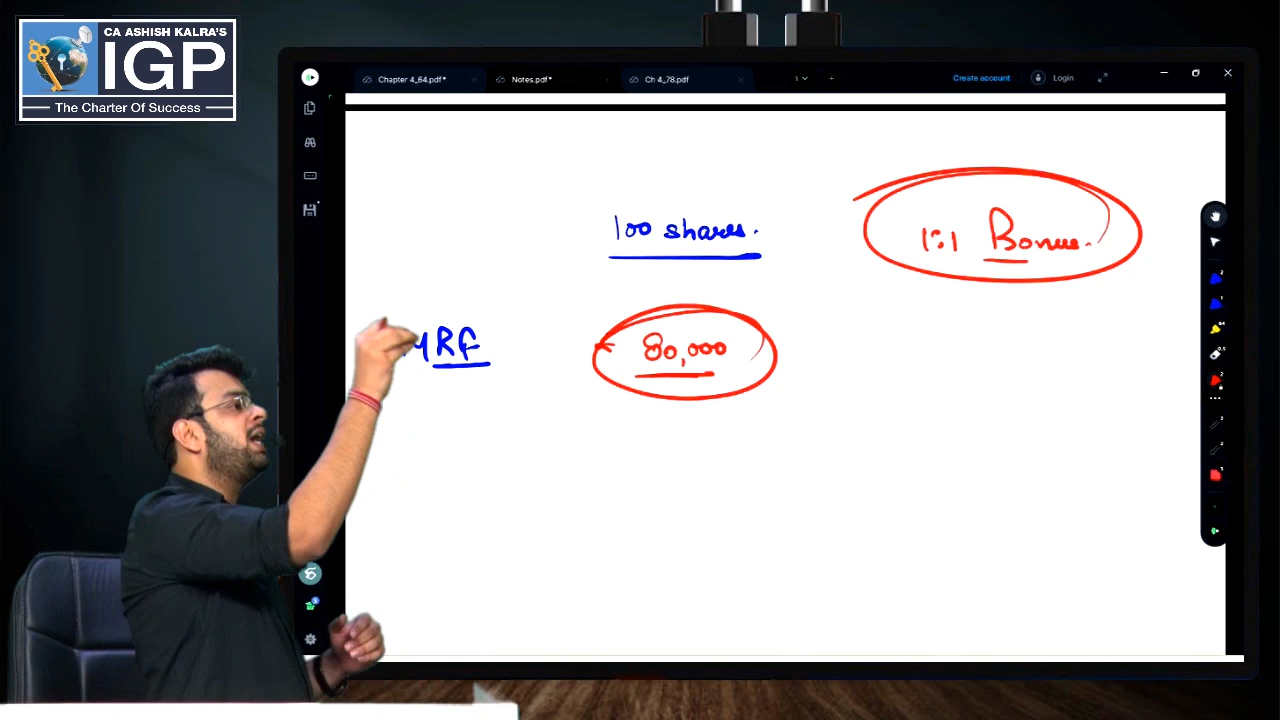 CA ASHISH KALRA'S
IGP
The Charter Of Success
Chapter 4_64.pdf*
Notes.pdf*
Ch 4_78.pdf
Create account
Login
100 shares.
1:1 Bonus.
MRF
80,000